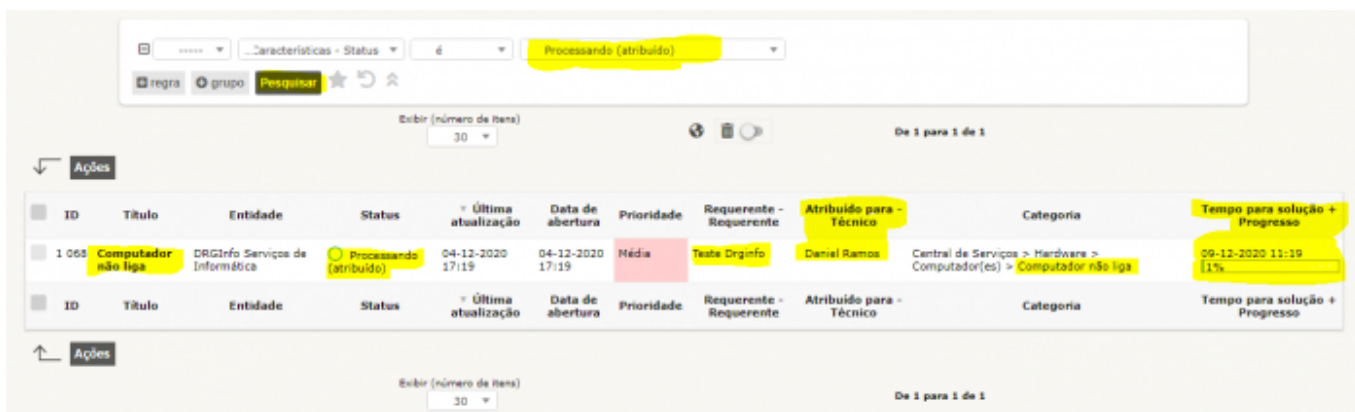 ----- ...Características - Status é Processando (atribuído)
regra grupo Pesquisar
Exibir (número de itens)
30 De 1 para 1 de 1
Ações
ID Título Entidade Status Última atualização Data de abertura Prioridade Requerente - Requerente Atribuído para - Técnico Categoria Tempo para solução + Progresso
1 068 Computador não liga DRGInfo Serviços de Informática Processando (atribuído) 04-12-2020 17:19 04-12-2020 17:19 Média Teste Drginfo Daniel Ramos Central de Serviços > Hardware > Computador(es) > Computador não liga 09-12-2020 11:19 1%
ID Título Entidade Status Última atualização Data de abertura Prioridade Requerente - Requerente Atribuído para - Técnico Categoria Tempo para solução + Progresso
Ações
Exibir (número de itens)
30 De 1 para 1 de 1